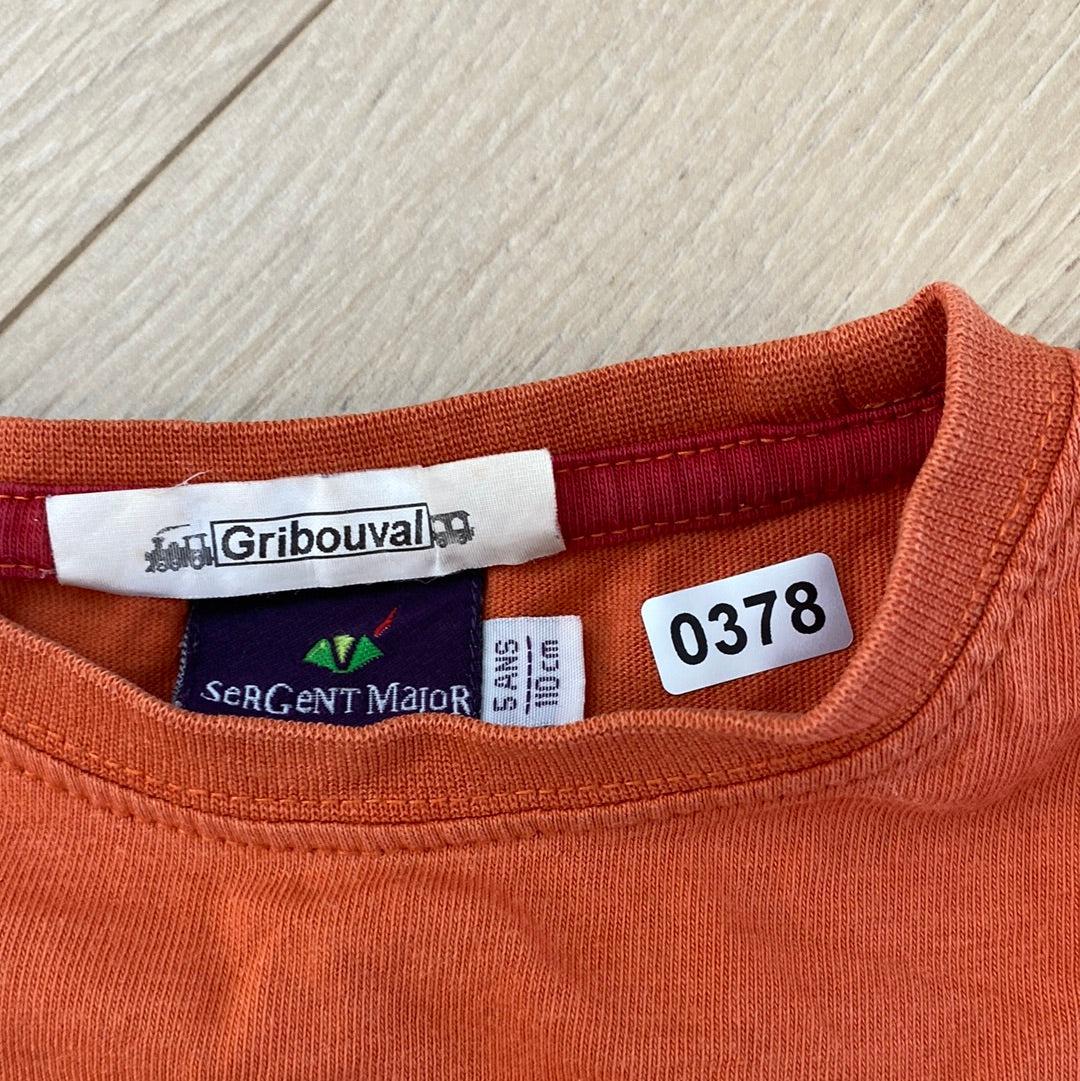 Gribouval
SerGeNT MaJoR
5 ANS
110 cm
0378